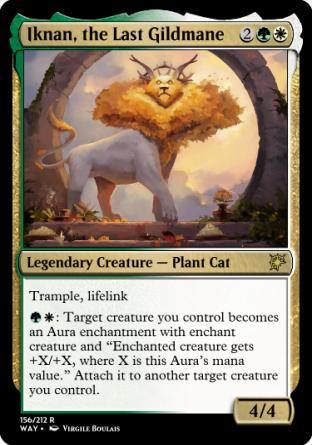 Iknan, the Last Gildmane 2
Legendary Creature — Plant Cat
Trample, lifelink
: Target creature you control becomes
an Aura enchantment with enchant
creature and “Enchanted creature gets
+X/+X, where X is this Aura’s mana
value.” Attach it to another target creature
you control.
4/4
156/212 R
WAY • Virgile Boulais